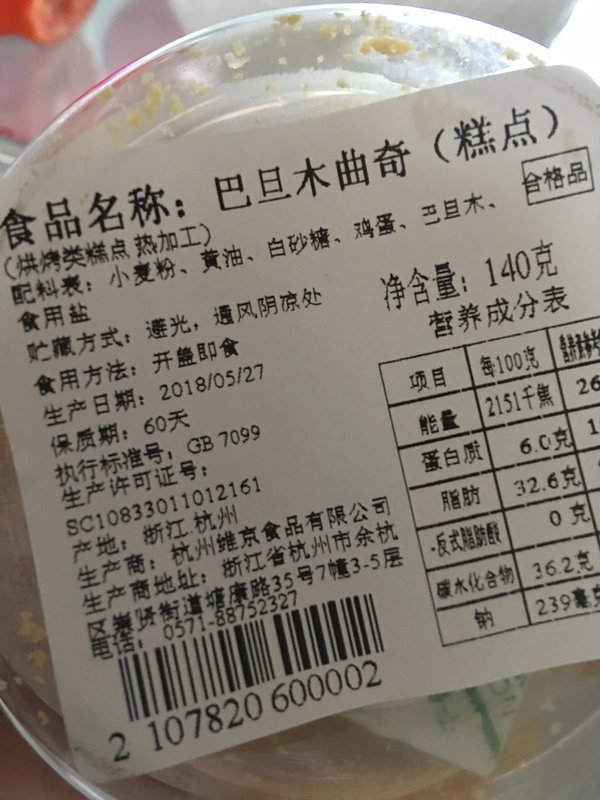 食品名称：巴旦木曲奇（糕点）
（烘烤类糕点 热加工）
合格品
配料表：小麦粉、黄油、白砂糖、鸡蛋、巴旦木、
食用盐
贮藏方式：避光，通风阴凉处
食用方法：开盖即食
生产日期：2018/05/27
保质期：60天
执行标准号：GB 7099
生产许可证号：
SC10833011012161
产地：浙江.杭州
生产商：杭州维京食品有限公司
生产商地址：浙江省杭州市余杭
区崇贤街道塘康路35号7幢3-5层
电话：0571-88752327
2 107820 600002
净含量：140克
营养成分表
项目 每100克
能量 2151千焦 26
蛋白质 6.0克 1
脂肪 32.6克
-反式脂肪酸 0 克
碳水化合物 36.2克
钠 239毫克